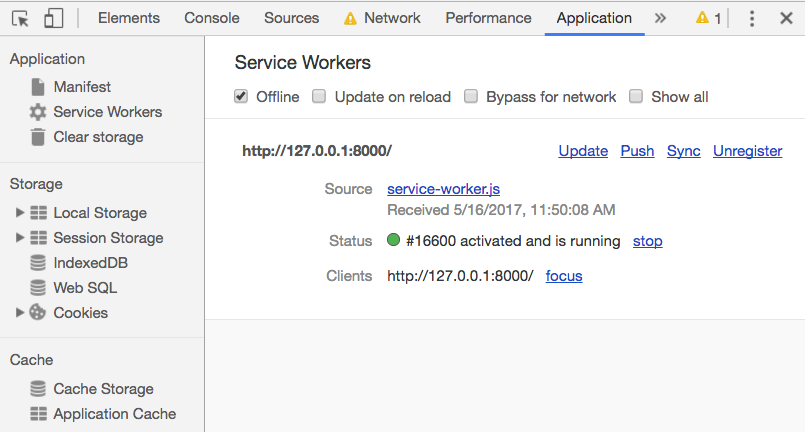 Elements Console Sources Network Performance Application » 1
Application
Manifest
Service Workers
Clear storage
Storage
Local Storage
Session Storage
IndexedDB
Web SQL
Cookies
Cache
Cache Storage
Application Cache
Service Workers
Offline Update on reload Bypass for network Show all
http://127.0.0.1:8000/ Update Push Sync Unregister
Source service-worker.js
Received 5/16/2017, 11:50:08 AM
Status #16600 activated and is running stop
Clients http://127.0.0.1:8000/ focus